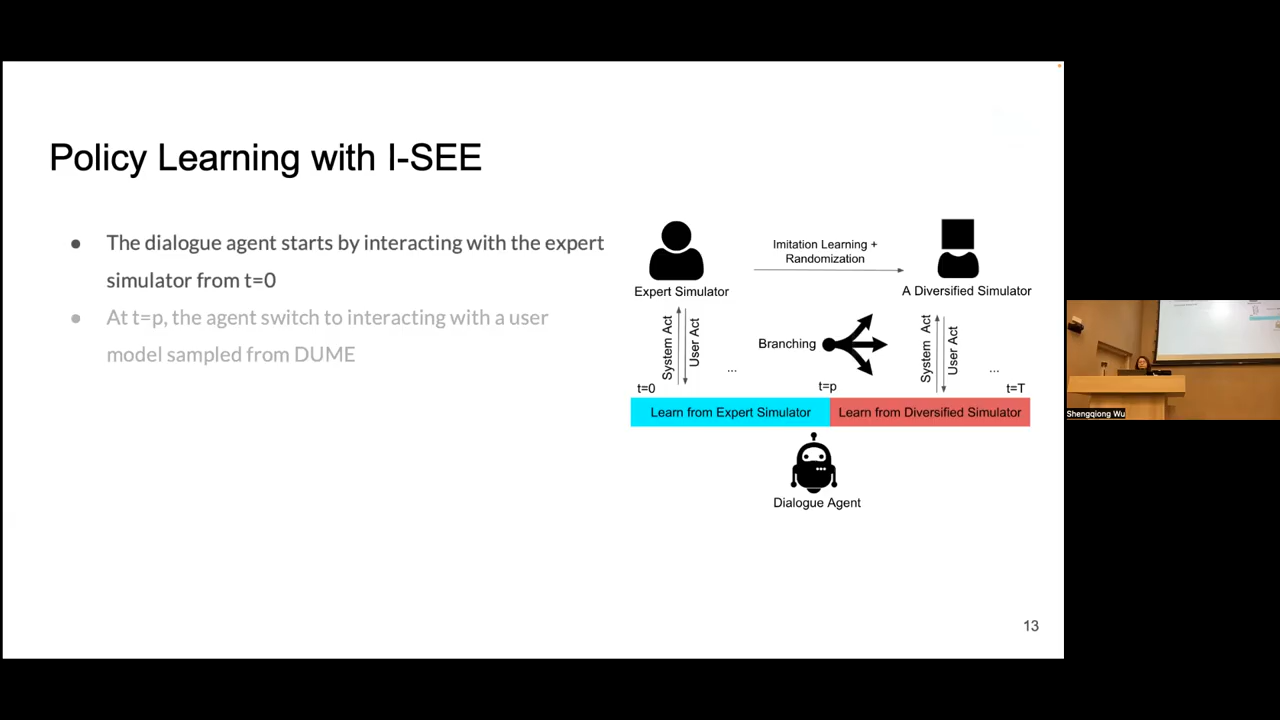 Policy Learning with I-SEE
● The dialogue agent starts by interacting with the expert
simulator from t=0
● At t=p, the agent switch to interacting with a user
model sampled from DUME
Imitation Learning +
Randomization
Expert Simulator
A Diversified Simulator
System Act
User Act
...
Branching
System Act
User Act
...
t=0
t=p
t=T
Learn from Expert Simulator
Learn from Diversified Simulator
Dialogue Agent
13
Shengqiong Wu